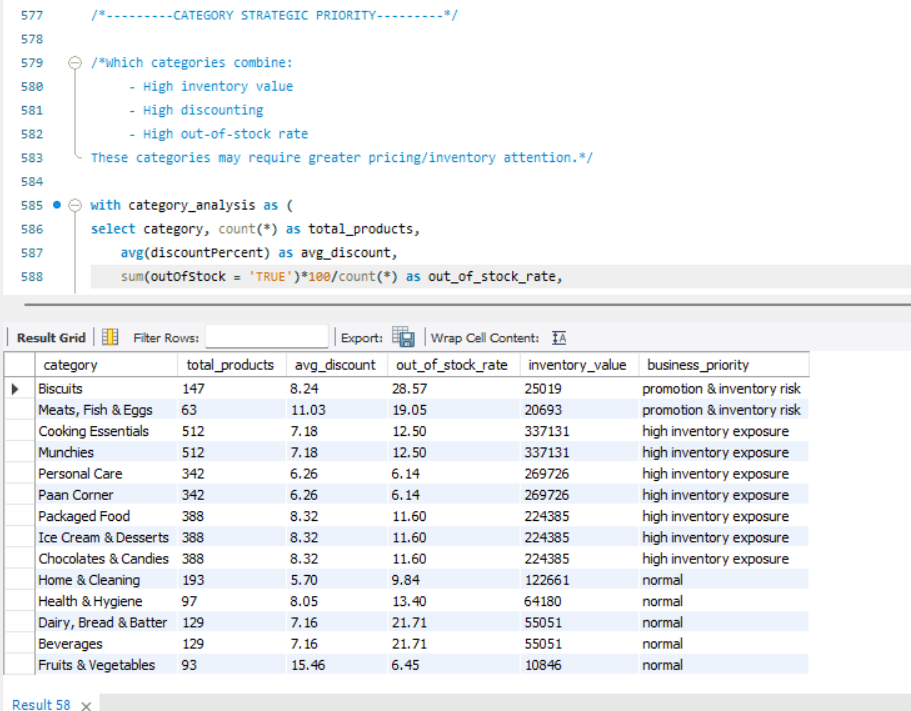 577 /*---------CATEGORY STRATEGIC PRIORITY---------*/
578
579 /*Which categories combine:
580 - High inventory value
581 - High discounting
582 - High out-of-stock rate
583 These categories may require greater pricing/inventory attention.*/
584
585 with category_analysis as (
586 select category, count(*) as total_products,
587 avg(discountPercent) as avg_discount,
588 sum(outOfStock = 'TRUE')*100/count(*) as out_of_stock_rate,
Result Grid Filter Rows: Export: Wrap Cell Content: IA
category total_products avg_discount out_of_stock_rate inventory_value business_priority
Biscuits 147 8.24 28.57 25019 promotion & inventory risk
Meats, Fish & Eggs 63 11.03 19.05 20693 promotion & inventory risk
Cooking Essentials 512 7.18 12.50 337131 high inventory exposure
Munchies 512 7.18 12.50 337131 high inventory exposure
Personal Care 342 6.26 6.14 269726 high inventory exposure
Paan Corner 342 6.26 6.14 269726 high inventory exposure
Packaged Food 388 8.32 11.60 224385 high inventory exposure
Ice Cream & Desserts 388 8.32 11.60 224385 high inventory exposure
Chocolates & Candies 388 8.32 11.60 224385 high inventory exposure
Home & Cleaning 193 5.70 9.84 122661 normal
Health & Hygiene 97 8.05 13.40 64180 normal
Dairy, Bread & Batter 129 7.16 21.71 55051 normal
Beverages 129 7.16 21.71 55051 normal
Fruits & Vegetables 93 15.46 6.45 10846 normal
Result 58